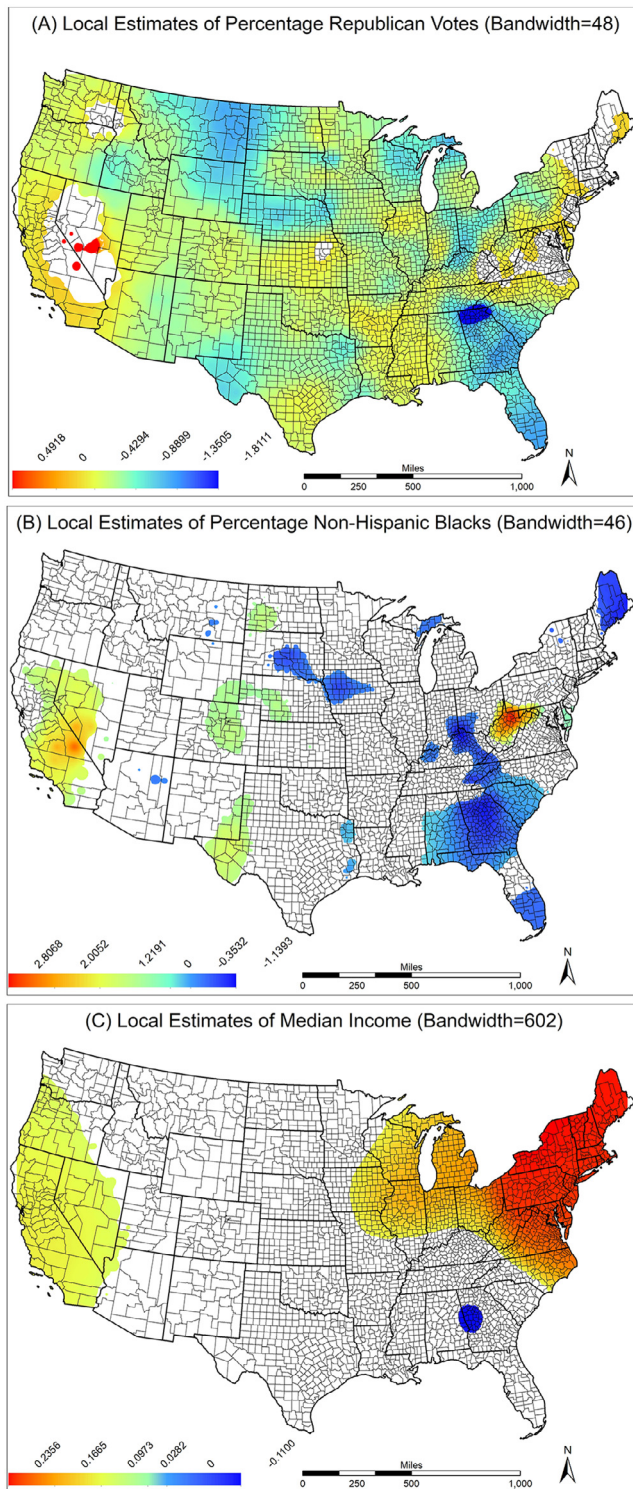 (A) Local Estimates of Percentage Republican Votes (Bandwidth=48)
0.4918 0 -0.4294 -0.8899 -1.3505 -1.8111
Miles
0 250 500 1,000
N
(B) Local Estimates of Percentage Non-Hispanic Blacks (Bandwidth=46)
2.8068 2.0052 1.2191 0 -0.3532 -1.1393
Miles
0 250 500 1,000
N
(C) Local Estimates of Median Income (Bandwidth=602)
0.2356 0.1665 0.0973 0.0282 0 -0.1100
Miles
0 250 500 1,000
N